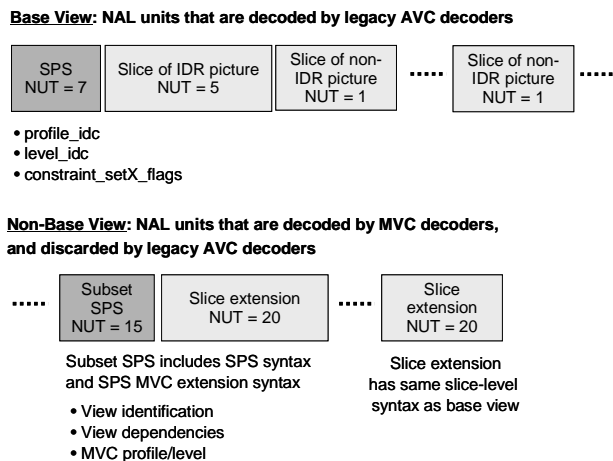 Base View: NAL units that are decoded by legacy AVC decoders
SPS
NUT = 7
Slice of IDR picture
NUT = 5
Slice of non-
IDR picture
NUT = 1
.....
Slice of non-
IDR picture
NUT = 1
.....
• profile_idc
• level_idc
• constraint_setX_flags
Non-Base View: NAL units that are decoded by MVC decoders,
and discarded by legacy AVC decoders
.....
Subset
SPS
NUT = 15
Slice extension
NUT = 20
.....
Slice
extension
NUT = 20
Subset SPS includes SPS syntax
and SPS MVC extension syntax
• View identification
• View dependencies
• MVC profile/level
Slice extension
has same slice-level
syntax as base view